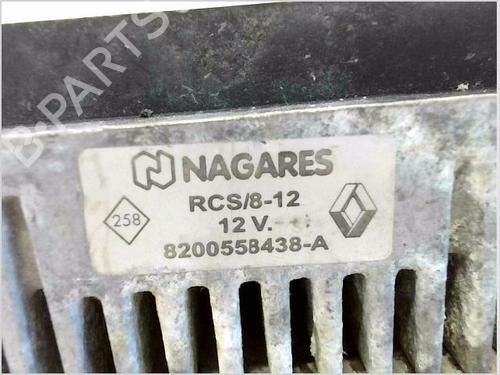 B-PARTS
NAGARES
258
RCS/8-12
12 V.
8200558438-A